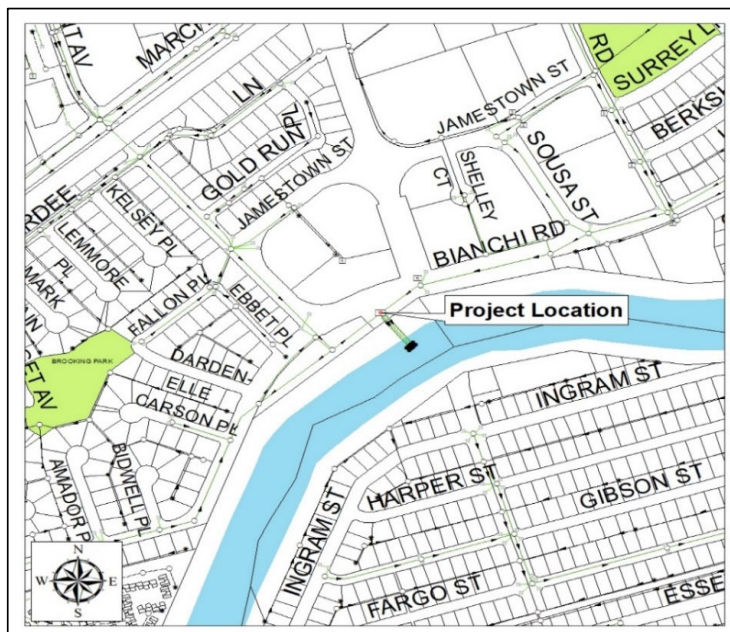 MARCH
LN
RD
SURREY L
JAMESTOWN ST
BERKSH
GOLD RUN PL
SOUSA ST
SHELLEY CT
JAMESTOWN ST
KELSEY PL
BIANCHI RD
LEMMORE PL
MARK
FALLON PL
EBBET PL
Project Location
BROOKING PARK
DARDEN
ELLE
CARSON PL
INGRAM ST
BIDWELL PL
HARPER ST
GIBSON ST
AMADOR P
INGRAM ST
FARGO ST
ESSE
N
W E
S